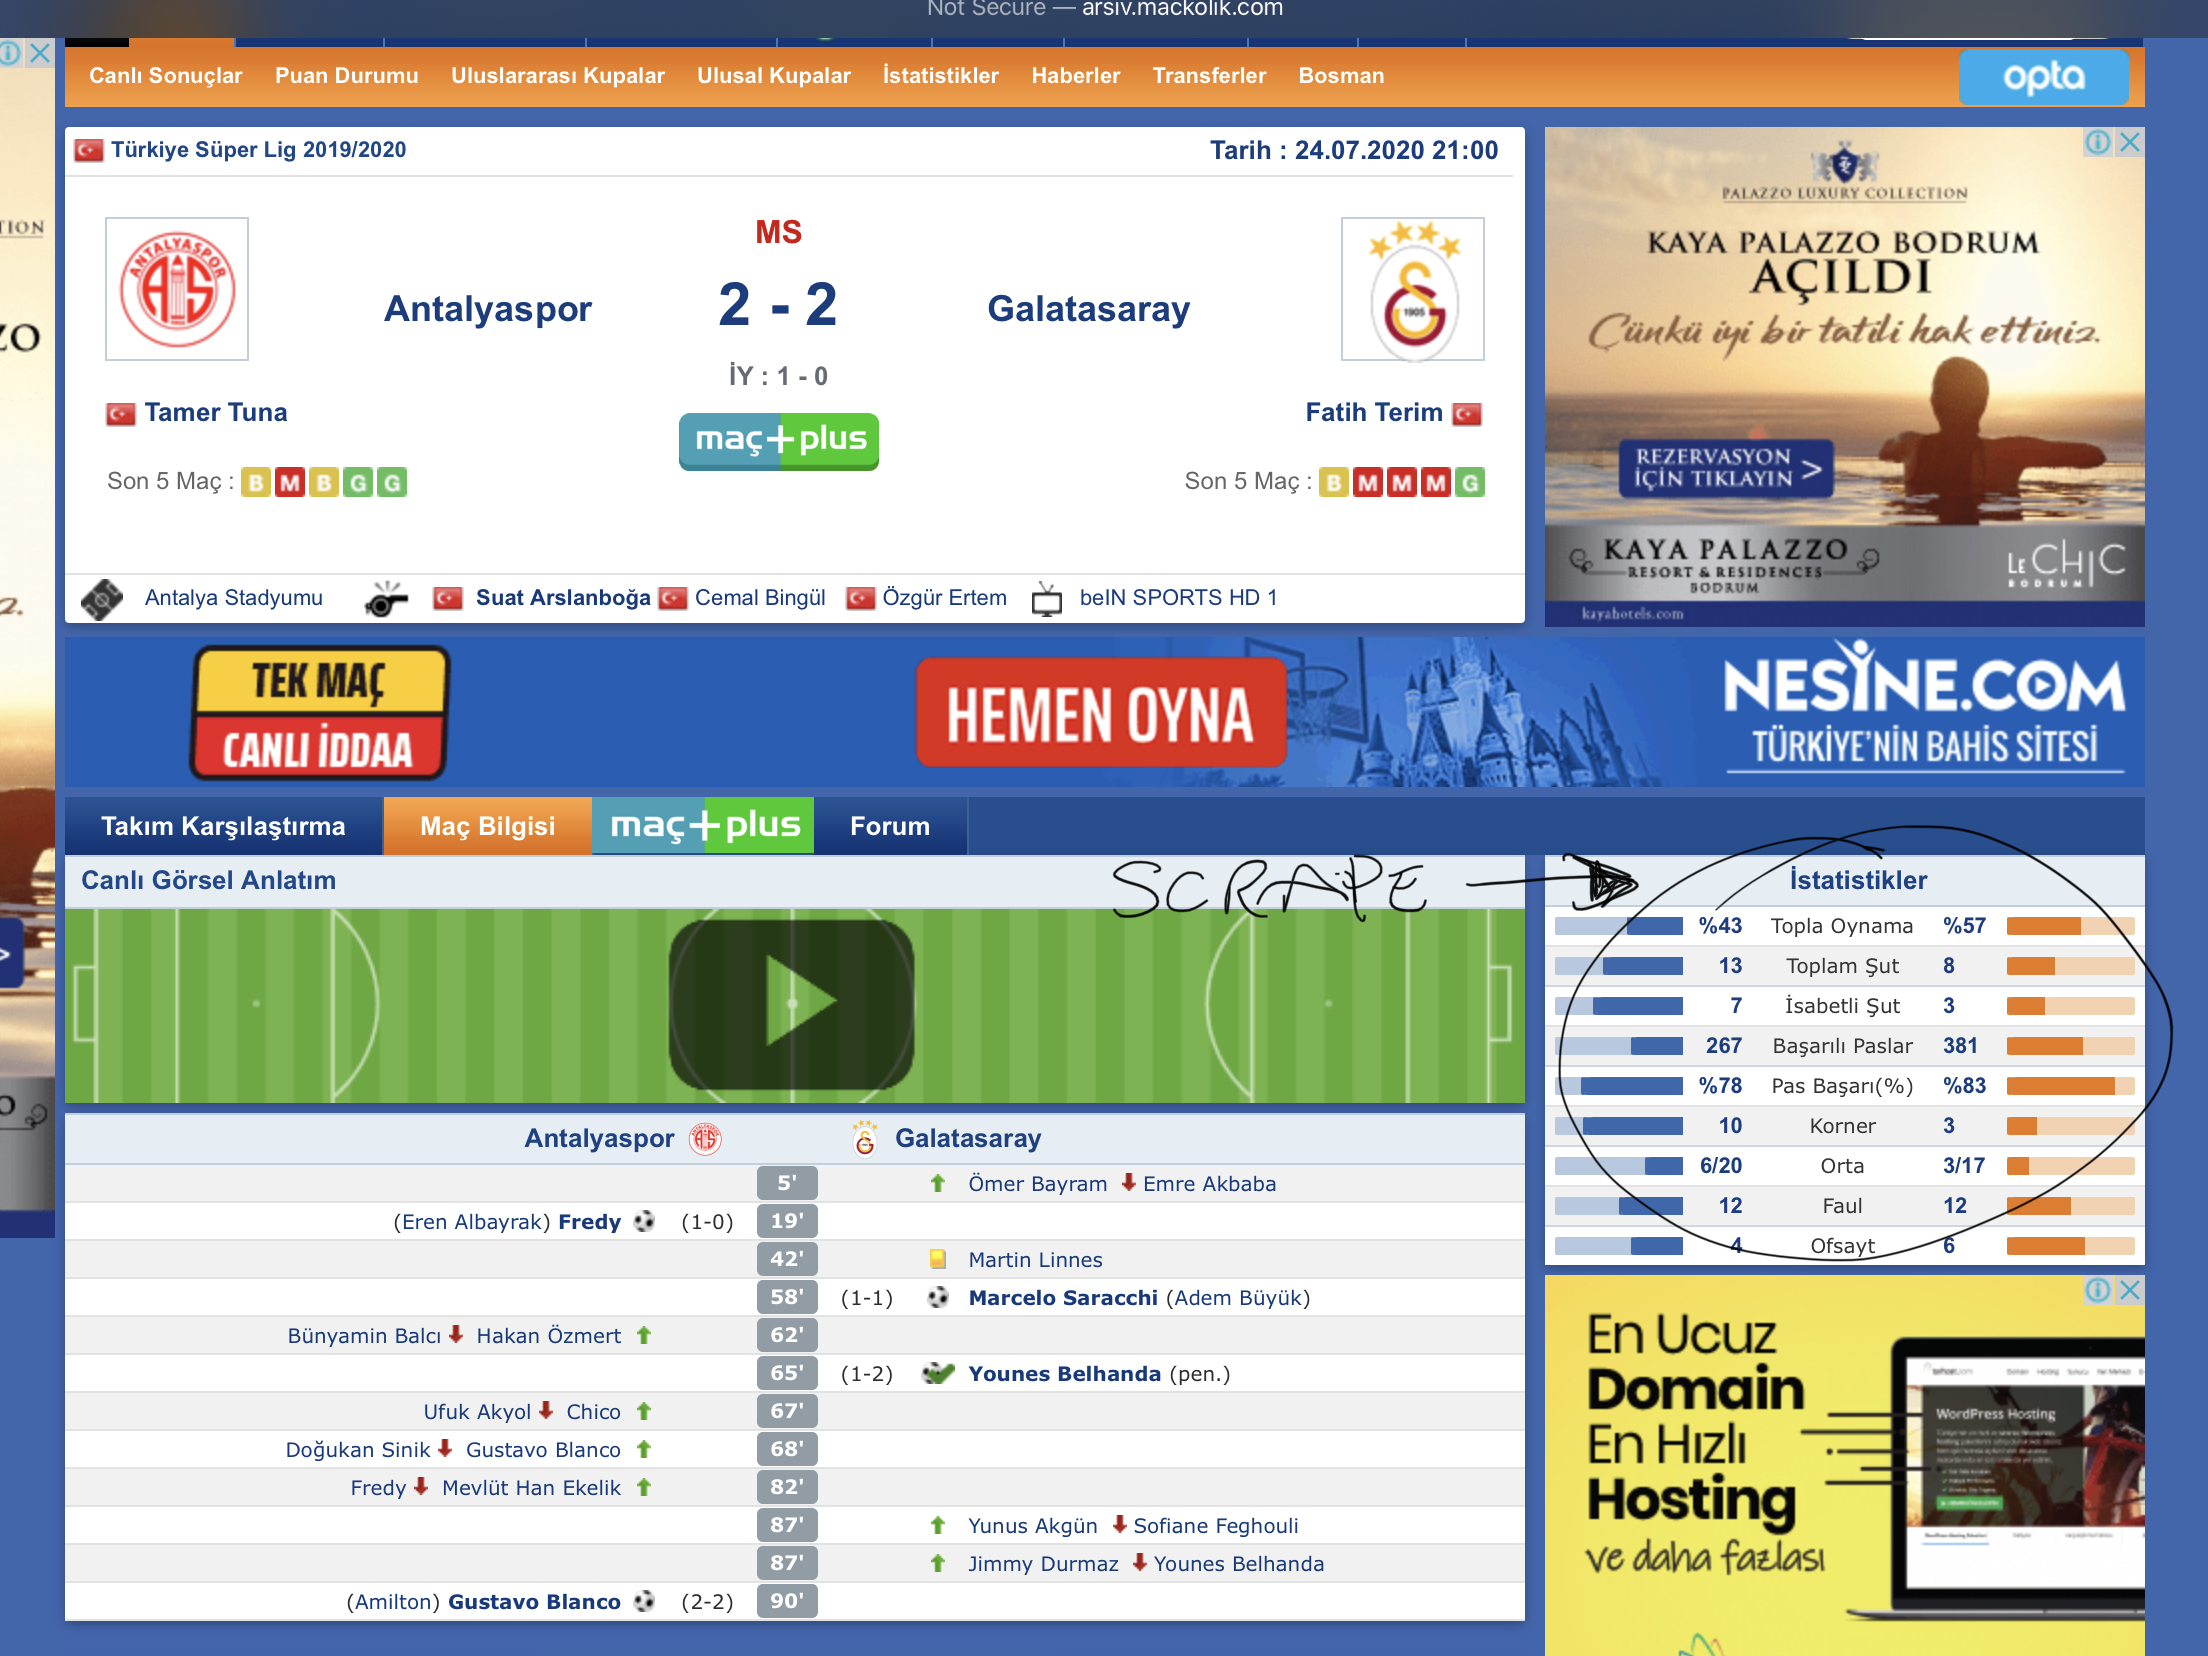 Not Secure — arsiv.mackolik.com
Canlı Sonuçlar Puan Durumu Uluslararası Kupalar Ulusal Kupalar İstatistikler Haberler Transferler Bosman opta
Türkiye Süper Lig 2019/2020 Tarih : 24.07.2020 21:00
MS
Antalyaspor 2 - 2 Galatasaray
İY : 1 - 0
Tamer Tuna Fatih Terim
maç+plus
Son 5 Maç : B M B G G Son 5 Maç : B M M M G
Antalya Stadyumu Suat Arslanboğa Cemal Bingül Özgür Ertem beIN SPORTS HD 1
ANTALYASPOR
1905
PALAZZO LUXURY COLLECTION
KAYA PALAZZO BODRUM
AÇILDI
Çünkü iyi bir tatili hak ettiniz.
REZERVASYON
İÇİN TIKLAYIN >
KAYA PALAZZO
RESORT & RESIDENCES
BODRUM
LE CHIC
BODRUM
kayahotels.com
TEK MAÇ
CANLI İDDAA
HEMEN OYNA
NESİNE.COM
TÜRKİYE'NİN BAHİS SİTESİ
Takım Karşılaştırma Maç Bilgisi maç+plus Forum
Canlı Görsel Anlatım
SCRAPE
İstatistikler
%43 Topla Oynama %57
13 Toplam Şut 8
7 İsabetli Şut 3
267 Başarılı Paslar 381
%78 Pas Başarı(%) %83
10 Korner 3
6/20 Orta 3/17
12 Faul 12
4 Ofsayt 6
Antalyaspor Galatasaray
5' Ömer Bayram Emre Akbaba
(Eren Albayrak) Fredy (1-0) 19'
42' Martin Linnes
58' (1-1) Marcelo Saracchi (Adem Büyük)
Bünyamin Balcı Hakan Özmert 62'
65' (1-2) Younes Belhanda (pen.)
Ufuk Akyol Chico 67'
Doğukan Sinik Gustavo Blanco 68'
Fredy Mevlüt Han Ekelik 82'
87' Yunus Akgün Sofiane Feghouli
87' Jimmy Durmaz Younes Belhanda
(Amilton) Gustavo Blanco (2-2) 90'
En Ucuz
Domain
En Hızlı
Hosting
ve daha fazlası
WordPress Hosting